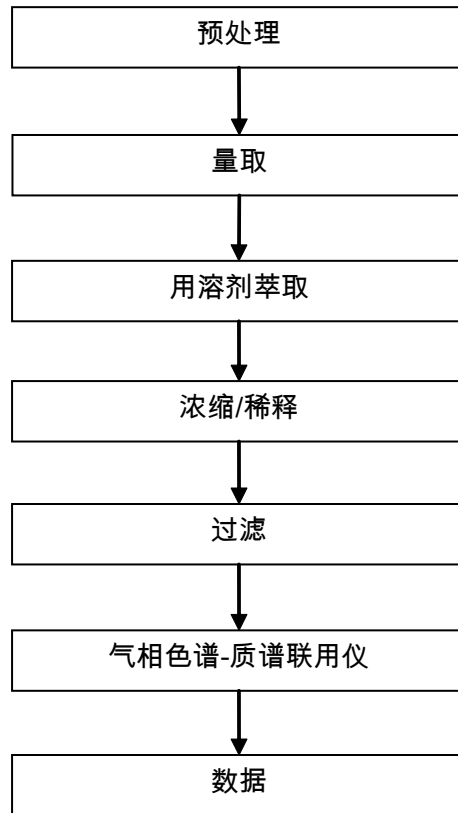 预处理
量取
用溶剂萃取
浓缩/稀释
过滤
气相色谱-质谱联用仪
数据